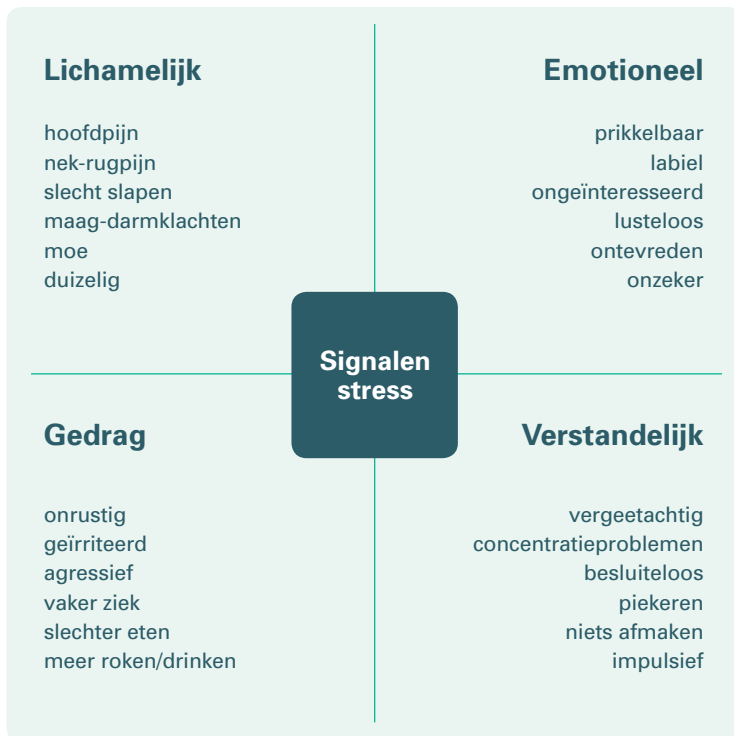 Lichamelijk
hoofdpijn
nek-rugpijn
slecht slapen
maag-darmklachten
moe
duizelig
Emotioneel
prikkelbaar
labiel
ongeïnteresseerd
lusteloos
ontevreden
onzeker
Signalen
stress
Gedrag
onrustig
geïrriteerd
agressief
vaker ziek
slechter eten
meer roken/drinken
Verstandelijk
vergeetachtig
concentratieproblemen
besluiteloos
piekeren
niets afmaken
impulsief